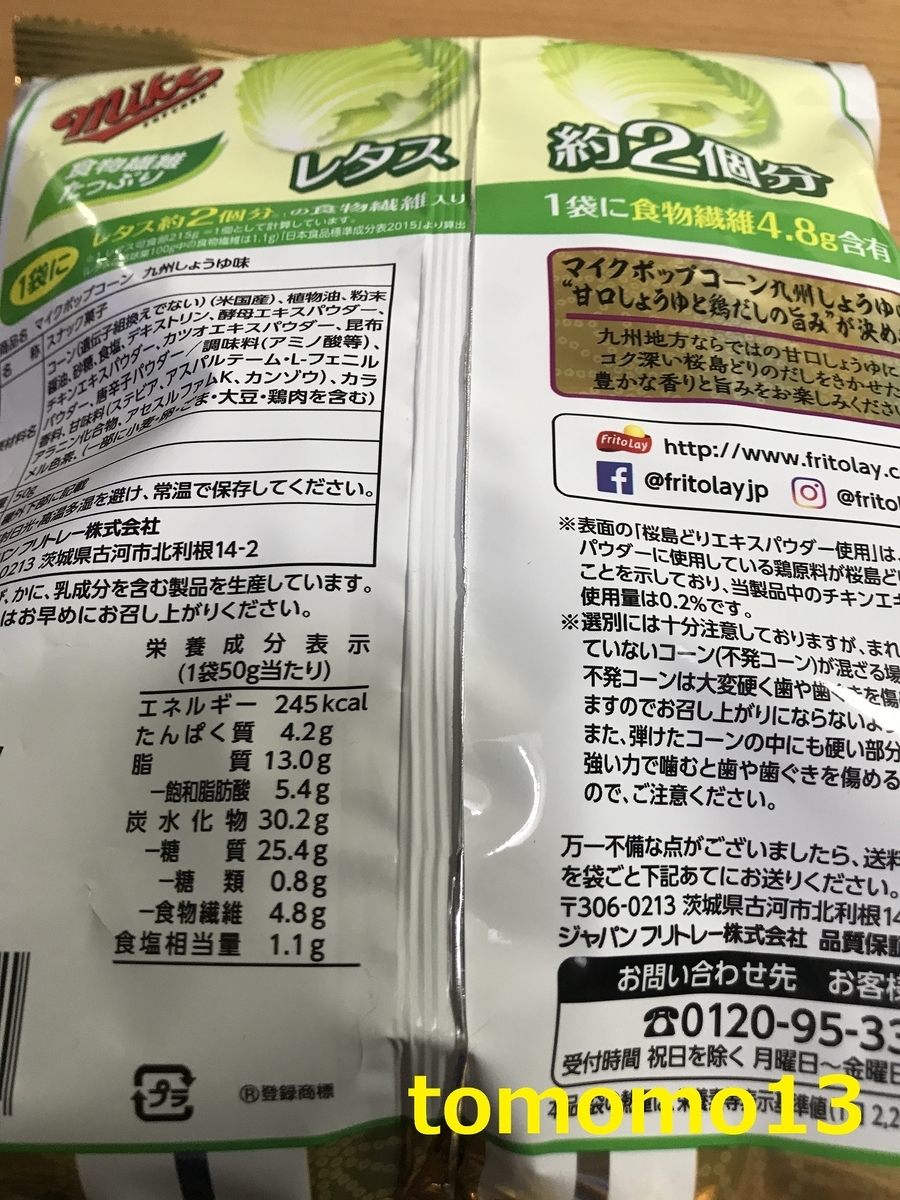 Mike
POPCORN
食物繊維
たっぷり
レタス
約2個分
レタス約2個分の食物繊維入り
1袋に
1袋に食物繊維4.8g含有
商品名 マイクポップコーン 九州しょうゆ味
名 称 スナック菓子
コーン(遺伝子組換えでない)(米国産)、植物油、粉末
醤油、砂糖、食塩、デキストリン、酵母エキスパウダー、
チキンエキスパウダー、カツオエキスパウダー、昆布
パウダー、唐辛子パウダー／調味料(アミノ酸等)、
香料、甘味料(ステビア、アスパルテーム・L-フェニル
アラニン化合物、アセスルファムK、カンゾウ)、カラ
メル色素、(一部に小麦・卵・ごま・大豆・鶏肉を含む)
50g
欄外下部に記載
直射日光・高温多湿を避け、常温で保存してください。
パンフリトレー株式会社
0213 茨城県古河市北利根14-2
かに、乳成分を含む製品を生産しています。
はお早めにお召し上がりください。
栄養成分表示
(1袋50g当たり)
エネルギー 245kcal
たんぱく質 4.2g
脂質 13.0g
－飽和脂肪酸 5.4g
炭水化物 30.2g
－糖質 25.4g
－糖類 0.8g
－食物繊維 4.8g
食塩相当量 1.1g
プラ
®登録商標
マイクポップコーン九州しょうゆ
"甘口しょうゆと鶏だしの旨み"が決め
九州地方ならではの甘口しょうゆに
コク深い桜島どりのだしをきかせた
豊かな香りと旨みをお楽しみください
FritoLay
http://www.fritolay.c
@fritolayjp
@frito
※表面の「桜島どりエキスパウダー使用」は、
パウダーに使用している鶏原料が桜島ど
ことを示しており、当製品中のチキンエキ
使用量は0.2%です。
※選別には十分注意しておりますが、まれ
ていないコーン(不発コーン)が混ざる場
不発コーンは大変硬く歯や歯ぐきを傷
ますのでお召し上がりにならないよ
また、弾けたコーンの中にも硬い部分
強い力で噛むと歯や歯ぐきを傷める
ので、ご注意ください。
万一不備な点がございましたら、送料
を袋ごと下記あてにお送りください。
〒306-0213 茨城県古河市北利根14
ジャパンフリトレー株式会社 品質保証
お問い合わせ先 お客様
☎0120-95-33
受付時間 祝日を除く 月曜日～金曜日
tomomo13